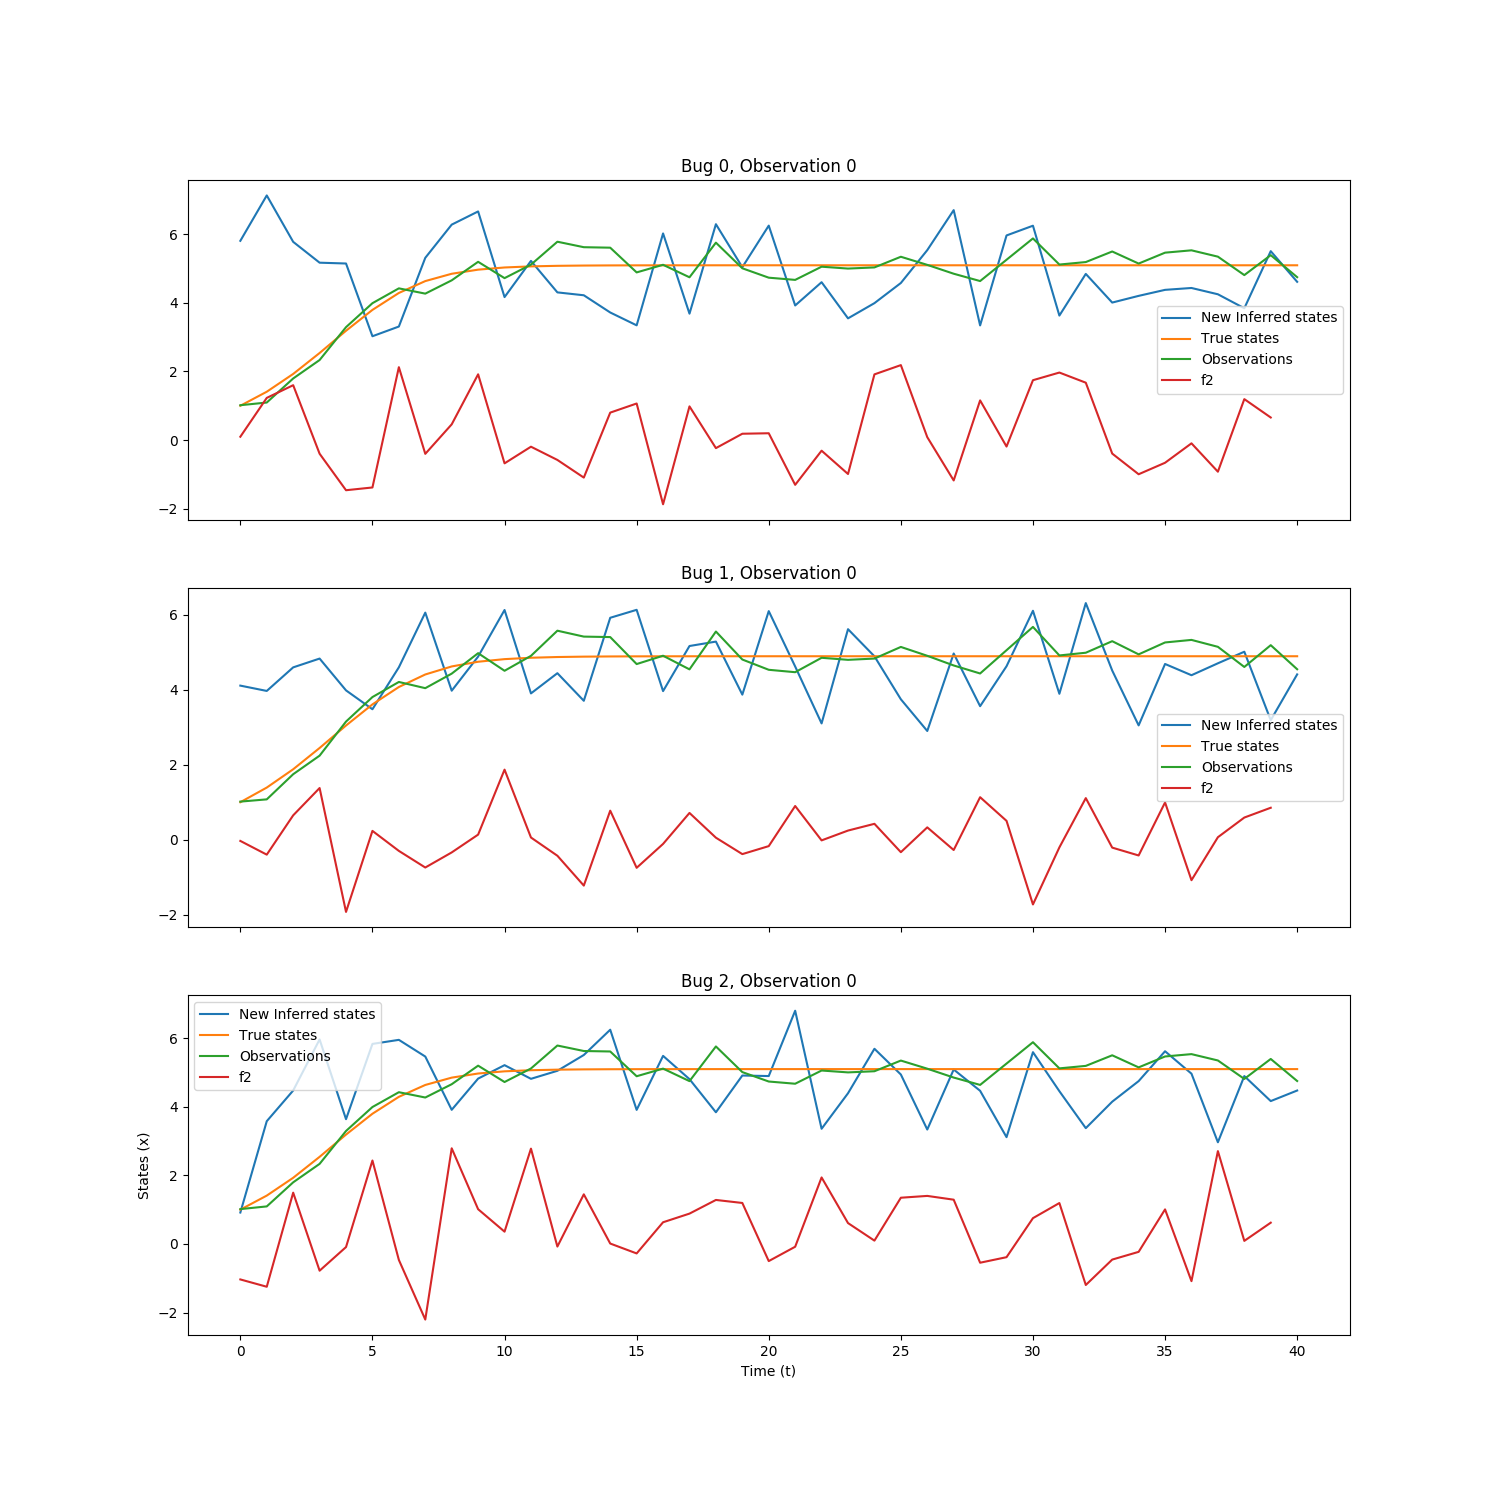 Bug 0, Observation 0
6
4
2
0
−2
New Inferred states
True states
Observations
f2
Bug 1, Observation 0
6
4
2
0
−2
New Inferred states
True states
Observations
f2
Bug 2, Observation 0
6
4
2
0
−2
States (x)
New Inferred states
True states
Observations
f2
0 5 10 15 20 25 30 35 40
Time (t)